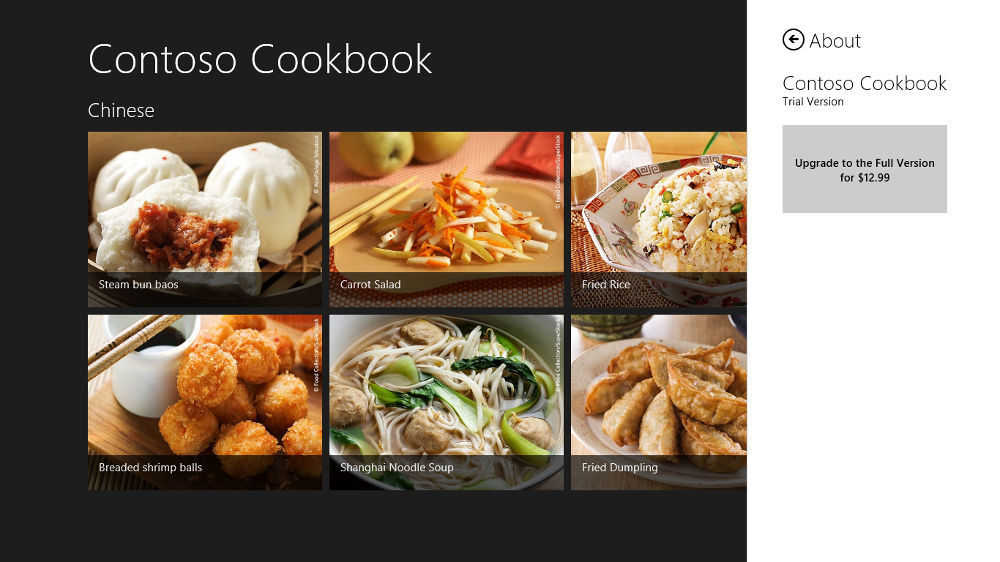 Contoso Cookbook
Chinese
© AsiaPix/age fotostock
Steam bun baos
© Food Collection/SuperStock
Carrot Salad
Fried Rice
© Food Collection/SuperStock
Breaded shrimp balls
© Food Collection/SuperStock
Shanghai Noodle Soup
Fried Dumpling
About
Contoso Cookbook
Trial Version
Upgrade to the Full Version
for $12.99